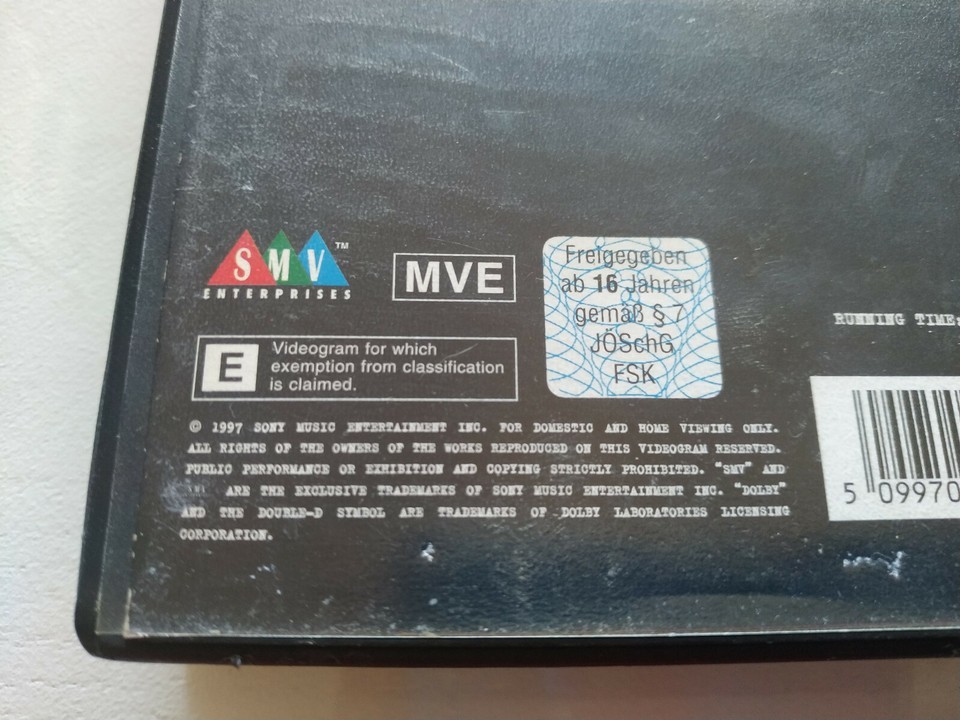 SMV™
ENTERPRISES
MVE
Freigegeben
ab 16 Jahren
gemäß § 7
JÖSchG
FSK
E
Videogram for which
exemption from classification
is claimed.
RUNNING TIME:
© 1997 SONY MUSIC ENTERTAINMENT INC. FOR DOMESTIC AND HOME VIEWING ONLY.
ALL RIGHTS OF THE OWNERS OF THE WORKS REPRODUCED ON THIS VIDEOGRAM RESERVED.
PUBLIC PERFORMANCE OR EXHIBITION AND COPYING STRICTLY PROHIBITED. "SMV" AND
ARE THE EXCLUSIVE TRADEMARKS OF SONY MUSIC ENTERTAINMENT INC. "DOLBY"
AND THE DOUBLE-D SYMBOL ARE TRADEMARKS OF DOLBY LABORATORIES LICENSING
CORPORATION.
5 09970